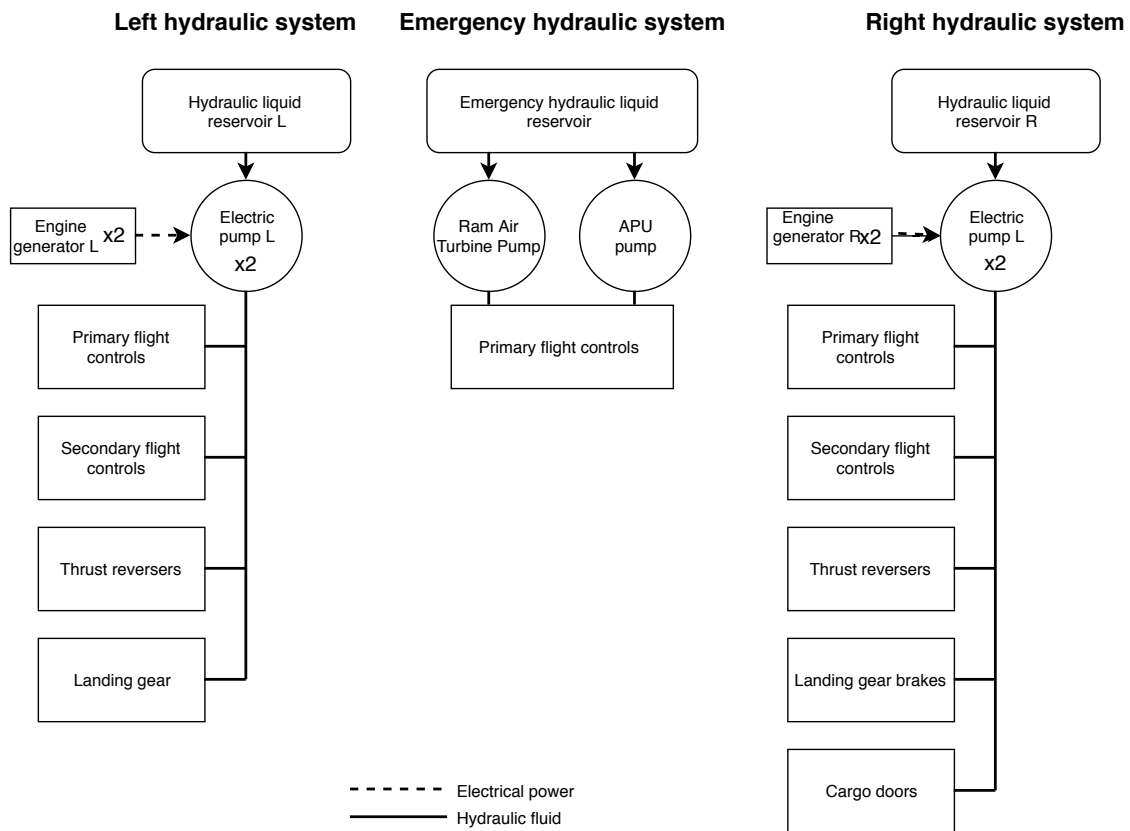 Left hydraulic system
Emergency hydraulic system
Right hydraulic system
Hydraulic liquid
reservoir L
Emergency hydraulic liquid
reservoir
Hydraulic liquid
reservoir R
Engine
generator L x2
Electric
pump L
x2
Ram Air
Turbine Pump
APU
pump
Engine
generator R x2
Electric
pump L
x2
Primary flight
controls
Primary flight controls
Primary flight
controls
Secondary flight
controls
Secondary flight
controls
Thrust reversers
Thrust reversers
Landing gear
Landing gear brakes
Cargo doors
Electrical power
Hydraulic fluid